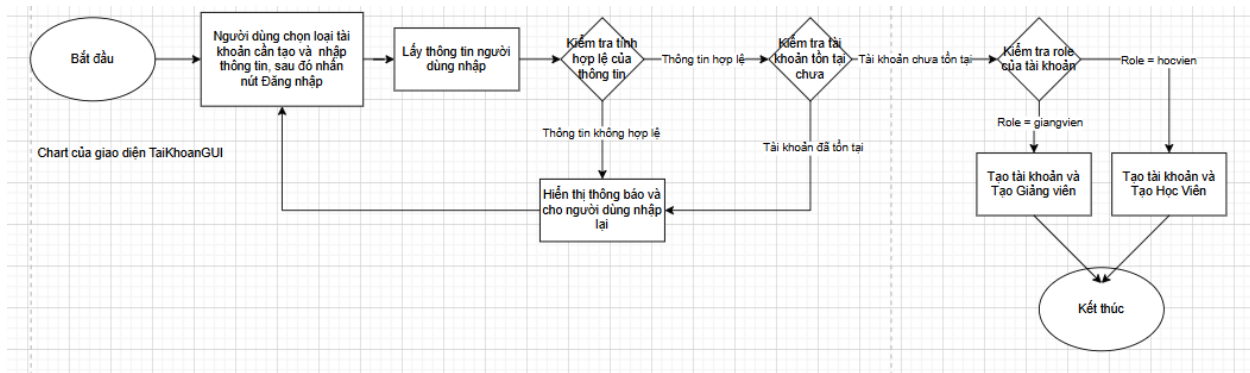 Bắt đầu
Người dùng chọn loại tài
khoản cần tạo và nhập
thông tin, sau đó nhấn
nút Đăng nhập
Lấy thông tin người
dùng nhập
Kiểm tra tính
hợp lệ của
thông tin
Thông tin hợp lệ
Kiểm tra tài
khoản tồn tại
chưa
Tài khoản chưa tồn tại
Kiểm tra role
của tài khoản
Role = hocvien
Role = giangvien
Thông tin không hợp lệ
Tài khoản đã tồn tại
Chart của giao diện TaiKhoanGUI
Hiển thị thông báo và
cho người dùng nhập
lại
Tạo tài khoản và
Tạo Giảng viên
Tạo tài khoản và
Tạo Học Viên
Kết thúc